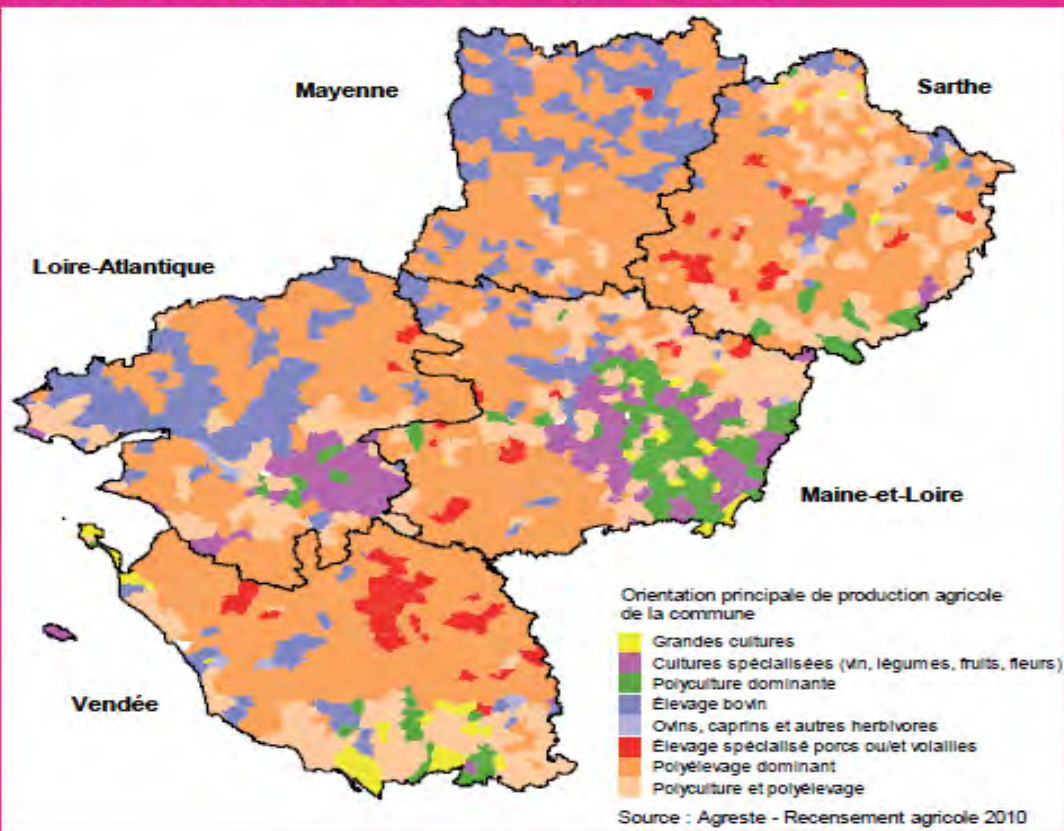 Mayenne
Sarthe
Loire-Atlantique
Maine-et-Loire
Vendée
Orientation principale de production agricole
de la commune
Grandes cultures
Cultures spécialisées (vin, légumes, fruits, fleurs)
Polyculture dominante
Élevage bovin
Ovins, caprins et autres herbivores
Élevage spécialisé porcs ou/et volailles
Polyélevage dominant
Polyculture et polyélevage
Source : Agreste - Recensement agricole 2010